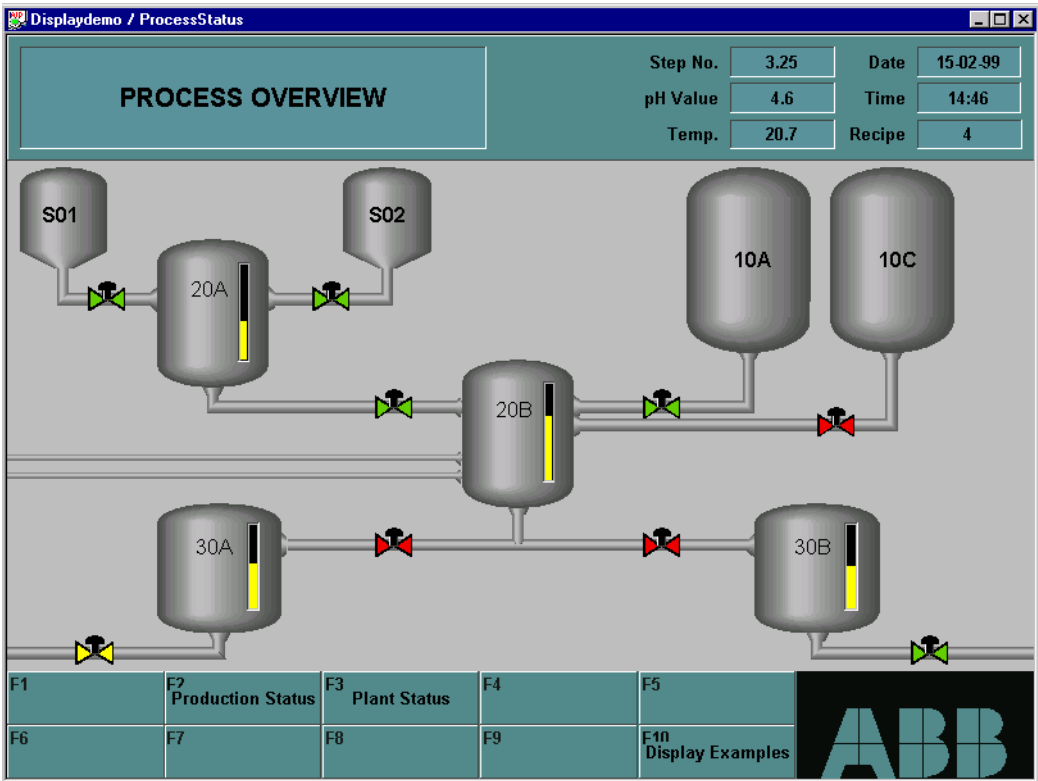 Displaydemo / ProcessStatus
PROCESS OVERVIEW
Step No. 3.25 Date 15-02-99
pH Value 4.6 Time 14:46
Temp. 20.7 Recipe 4
S01
S02
20A
10A
10C
20B
30A
30B
F1
F2 Production Status
F3 Plant Status
F4
F5
F6
F7
F8
F9
F10 Display Examples
ABB